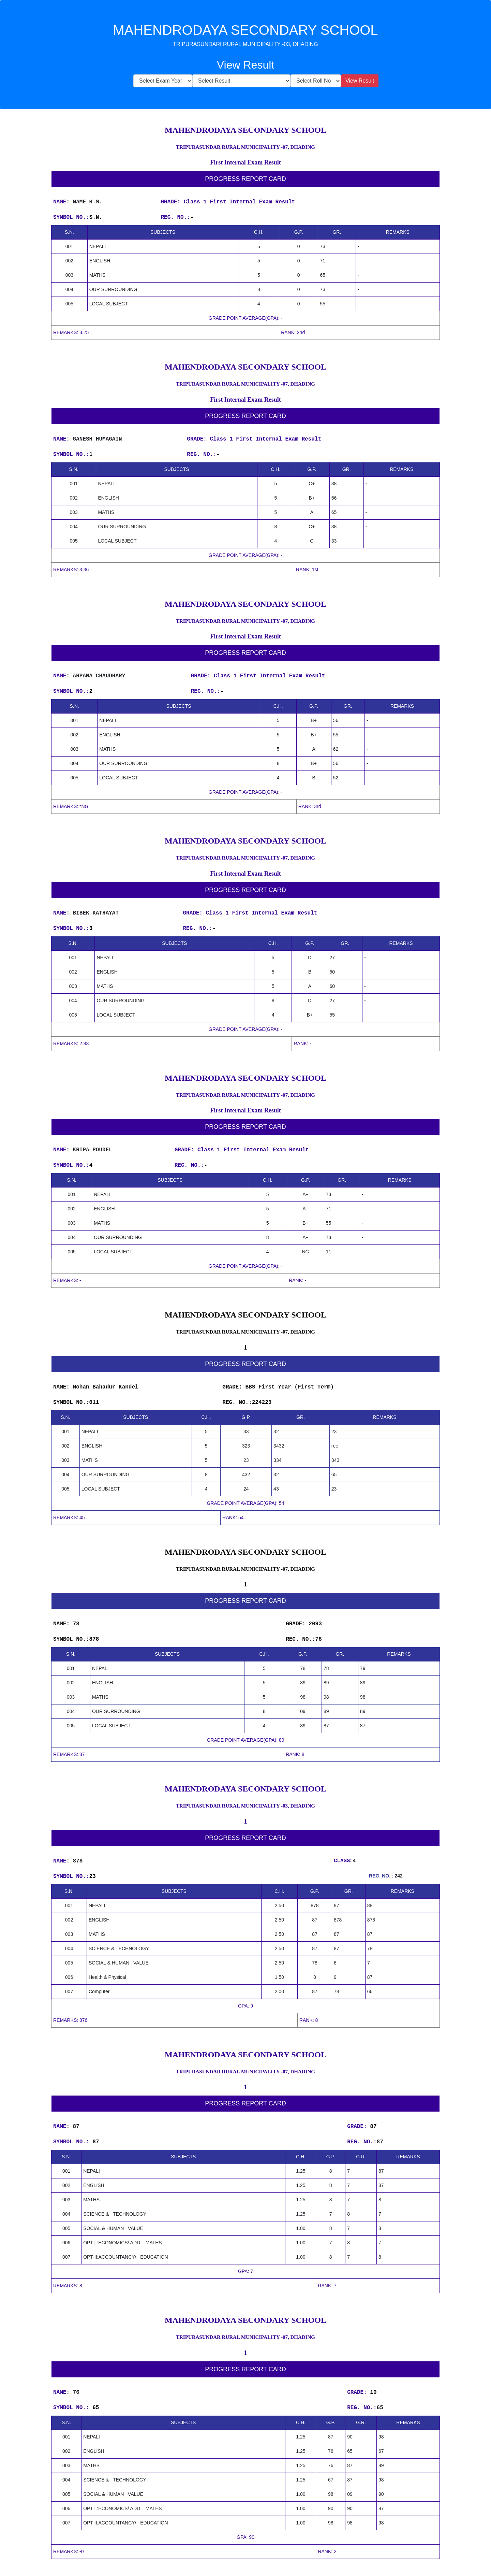 MAHENDRODAYA SECONDARY SCHOOL
TRIPURASUNDARI RURAL MUNICIPALITY -03, DHADING
View Result
Select Exam Year Select Result Select Roll No View Result
MAHENDRODAYA SECONDARY SCHOOL
TRIPURASUNDAR RURAL MUNICIPALITY -07, DHADING
First Internal Exam Result
PROGRESS REPORT CARD
NAME: NAME H.M. GRADE: Class 1 First Internal Exam Result
SYMBOL NO.:S.N. REG. NO.:-
S.N. SUBJECTS C.H. G.P. GR. REMARKS
001 NEPALI 5 0 73 -
002 ENGLISH 5 0 71 -
003 MATHS 5 0 65 -
004 OUR SURROUNDING 8 0 73 -
005 LOCAL SUBJECT 4 0 55 -
GRADE POINT AVERAGE(GPA): -
REMARKS: 3.25 RANK: 2nd
MAHENDRODAYA SECONDARY SCHOOL
TRIPURASUNDAR RURAL MUNICIPALITY -07, DHADING
First Internal Exam Result
PROGRESS REPORT CARD
NAME: GANESH HUMAGAIN GRADE: Class 1 First Internal Exam Result
SYMBOL NO.:1 REG. NO.:-
S.N. SUBJECTS C.H. G.P. GR. REMARKS
001 NEPALI 5 C+ 38 -
002 ENGLISH 5 B+ 56 -
003 MATHS 5 A 65 -
004 OUR SURROUNDING 8 C+ 38 -
005 LOCAL SUBJECT 4 C 33 -
GRADE POINT AVERAGE(GPA): -
REMARKS: 3.36 RANK: 1st
MAHENDRODAYA SECONDARY SCHOOL
TRIPURASUNDAR RURAL MUNICIPALITY -07, DHADING
First Internal Exam Result
PROGRESS REPORT CARD
NAME: ARPANA CHAUDHARY GRADE: Class 1 First Internal Exam Result
SYMBOL NO.:2 REG. NO.:-
S.N. SUBJECTS C.H. G.P. GR. REMARKS
001 NEPALI 5 B+ 56 -
002 ENGLISH 5 B+ 55 -
003 MATHS 5 A 62 -
004 OUR SURROUNDING 8 B+ 56 -
005 LOCAL SUBJECT 4 B 52 -
GRADE POINT AVERAGE(GPA): -
REMARKS: *NG RANK: 3rd
MAHENDRODAYA SECONDARY SCHOOL
TRIPURASUNDAR RURAL MUNICIPALITY -07, DHADING
First Internal Exam Result
PROGRESS REPORT CARD
NAME: BIBEK KATHAYAT GRADE: Class 1 First Internal Exam Result
SYMBOL NO.:3 REG. NO.:-
S.N. SUBJECTS C.H. G.P. GR. REMARKS
001 NEPALI 5 D 27 -
002 ENGLISH 5 B 50 -
003 MATHS 5 A 60 -
004 OUR SURROUNDING 8 D 27 -
005 LOCAL SUBJECT 4 B+ 55 -
GRADE POINT AVERAGE(GPA): -
REMARKS: 2.83 RANK: -
MAHENDRODAYA SECONDARY SCHOOL
TRIPURASUNDAR RURAL MUNICIPALITY -07, DHADING
First Internal Exam Result
PROGRESS REPORT CARD
NAME: KRIPA POUDEL GRADE: Class 1 First Internal Exam Result
SYMBOL NO.:4 REG. NO.:-
S.N. SUBJECTS C.H. G.P. GR. REMARKS
001 NEPALI 5 A+ 73 -
002 ENGLISH 5 A+ 71 -
003 MATHS 5 B+ 55 -
004 OUR SURROUNDING 8 A+ 73 -
005 LOCAL SUBJECT 4 NG 11 -
GRADE POINT AVERAGE(GPA): -
REMARKS: - RANK: -
MAHENDRODAYA SECONDARY SCHOOL
TRIPURASUNDAR RURAL MUNICIPALITY -07, DHADING
1
PROGRESS REPORT CARD
NAME: Mohan Bahadur Kandel GRADE: BBS First Year (First Term)
SYMBOL NO.:011 REG. NO.:224223
S.N. SUBJECTS C.H. G.P. GR. REMARKS
001 NEPALI 5 33 32 23
002 ENGLISH 5 323 3432 ree
003 MATHS 5 23 334 343
004 OUR SURROUNDING 8 432 32 65
005 LOCAL SUBJECT 4 24 43 23
GRADE POINT AVERAGE(GPA): 54
REMARKS: 45 RANK: 54
MAHENDRODAYA SECONDARY SCHOOL
TRIPURASUNDAR RURAL MUNICIPALITY -07, DHADING
1
PROGRESS REPORT CARD
NAME: 78 GRADE: 2093
SYMBOL NO.:878 REG. NO.:78
S.N. SUBJECTS C.H. G.P. GR. REMARKS
001 NEPALI 5 78 78 79
002 ENGLISH 5 89 89 89
003 MATHS 5 98 98 98
004 OUR SURROUNDING 8 09 89 89
005 LOCAL SUBJECT 4 89 87 87
GRADE POINT AVERAGE(GPA): 89
REMARKS: 87 RANK: 6
MAHENDRODAYA SECONDARY SCHOOL
TRIPURASUNDAR RURAL MUNICIPALITY -03, DHADING
1
PROGRESS REPORT CARD
NAME: 878 CLASS: 4
SYMBOL NO.:23 REG. NO. : 242
S.N. SUBJECTS C.H. G.P. GR. REMARKS
001 NEPALI 2.50 878 87 88
002 ENGLISH 2.50 87 878 878
003 MATHS 2.50 87 87 87
004 SCIENCE & TECHNOLOGY 2.50 87 87 78
005 SOCIAL & HUMAN VALUE 2.50 78 6 7
006 Health & Physical 1.50 8 9 87
007 Computer 2.00 87 78 66
GPA: 8
REMARKS: 676 RANK: 6
MAHENDRODAYA SECONDARY SCHOOL
TRIPURASUNDAR RURAL MUNICIPALITY -07, DHADING
1
PROGRESS REPORT CARD
NAME: 87 GRADE: 87
SYMBOL NO.: 87 REG. NO.:87
S.N. SUBJECTS C.H. G.P. G.R. REMARKS
001 NEPALI 1.25 8 7 87
002 ENGLISH 1.25 8 7 87
003 MATHS 1.25 8 7 8
004 SCIENCE & TECHNOLOGY 1.25 7 8 7
005 SOCIAL & HUMAN VALUE 1.00 8 7 8
006 OPT I :ECONOMICS/ ADD. MATHS 1.00 7 8 7
007 OPT-II:ACCOUNTANCY/ EDUCATION 1.00 8 7 8
GPA: 7
REMARKS: 8 RANK: 7
MAHENDRODAYA SECONDARY SCHOOL
TRIPURASUNDAR RURAL MUNICIPALITY -07, DHADING
1
PROGRESS REPORT CARD
NAME: 76 GRADE: 10
SYMBOL NO.: 65 REG. NO.:65
S.N. SUBJECTS C.H. G.P. G.R. REMARKS
001 NEPALI 1.25 87 90 98
002 ENGLISH 1.25 76 65 67
003 MATHS 1.25 76 87 89
004 SCIENCE & TECHNOLOGY 1.25 67 87 98
005 SOCIAL & HUMAN VALUE 1.00 98 09 90
006 OPT I :ECONOMICS/ ADD. MATHS 1.00 90 90 87
007 OPT-II:ACCOUNTANCY/ EDUCATION 1.00 98 98 98
GPA: 90
REMARKS: -0 RANK: 2